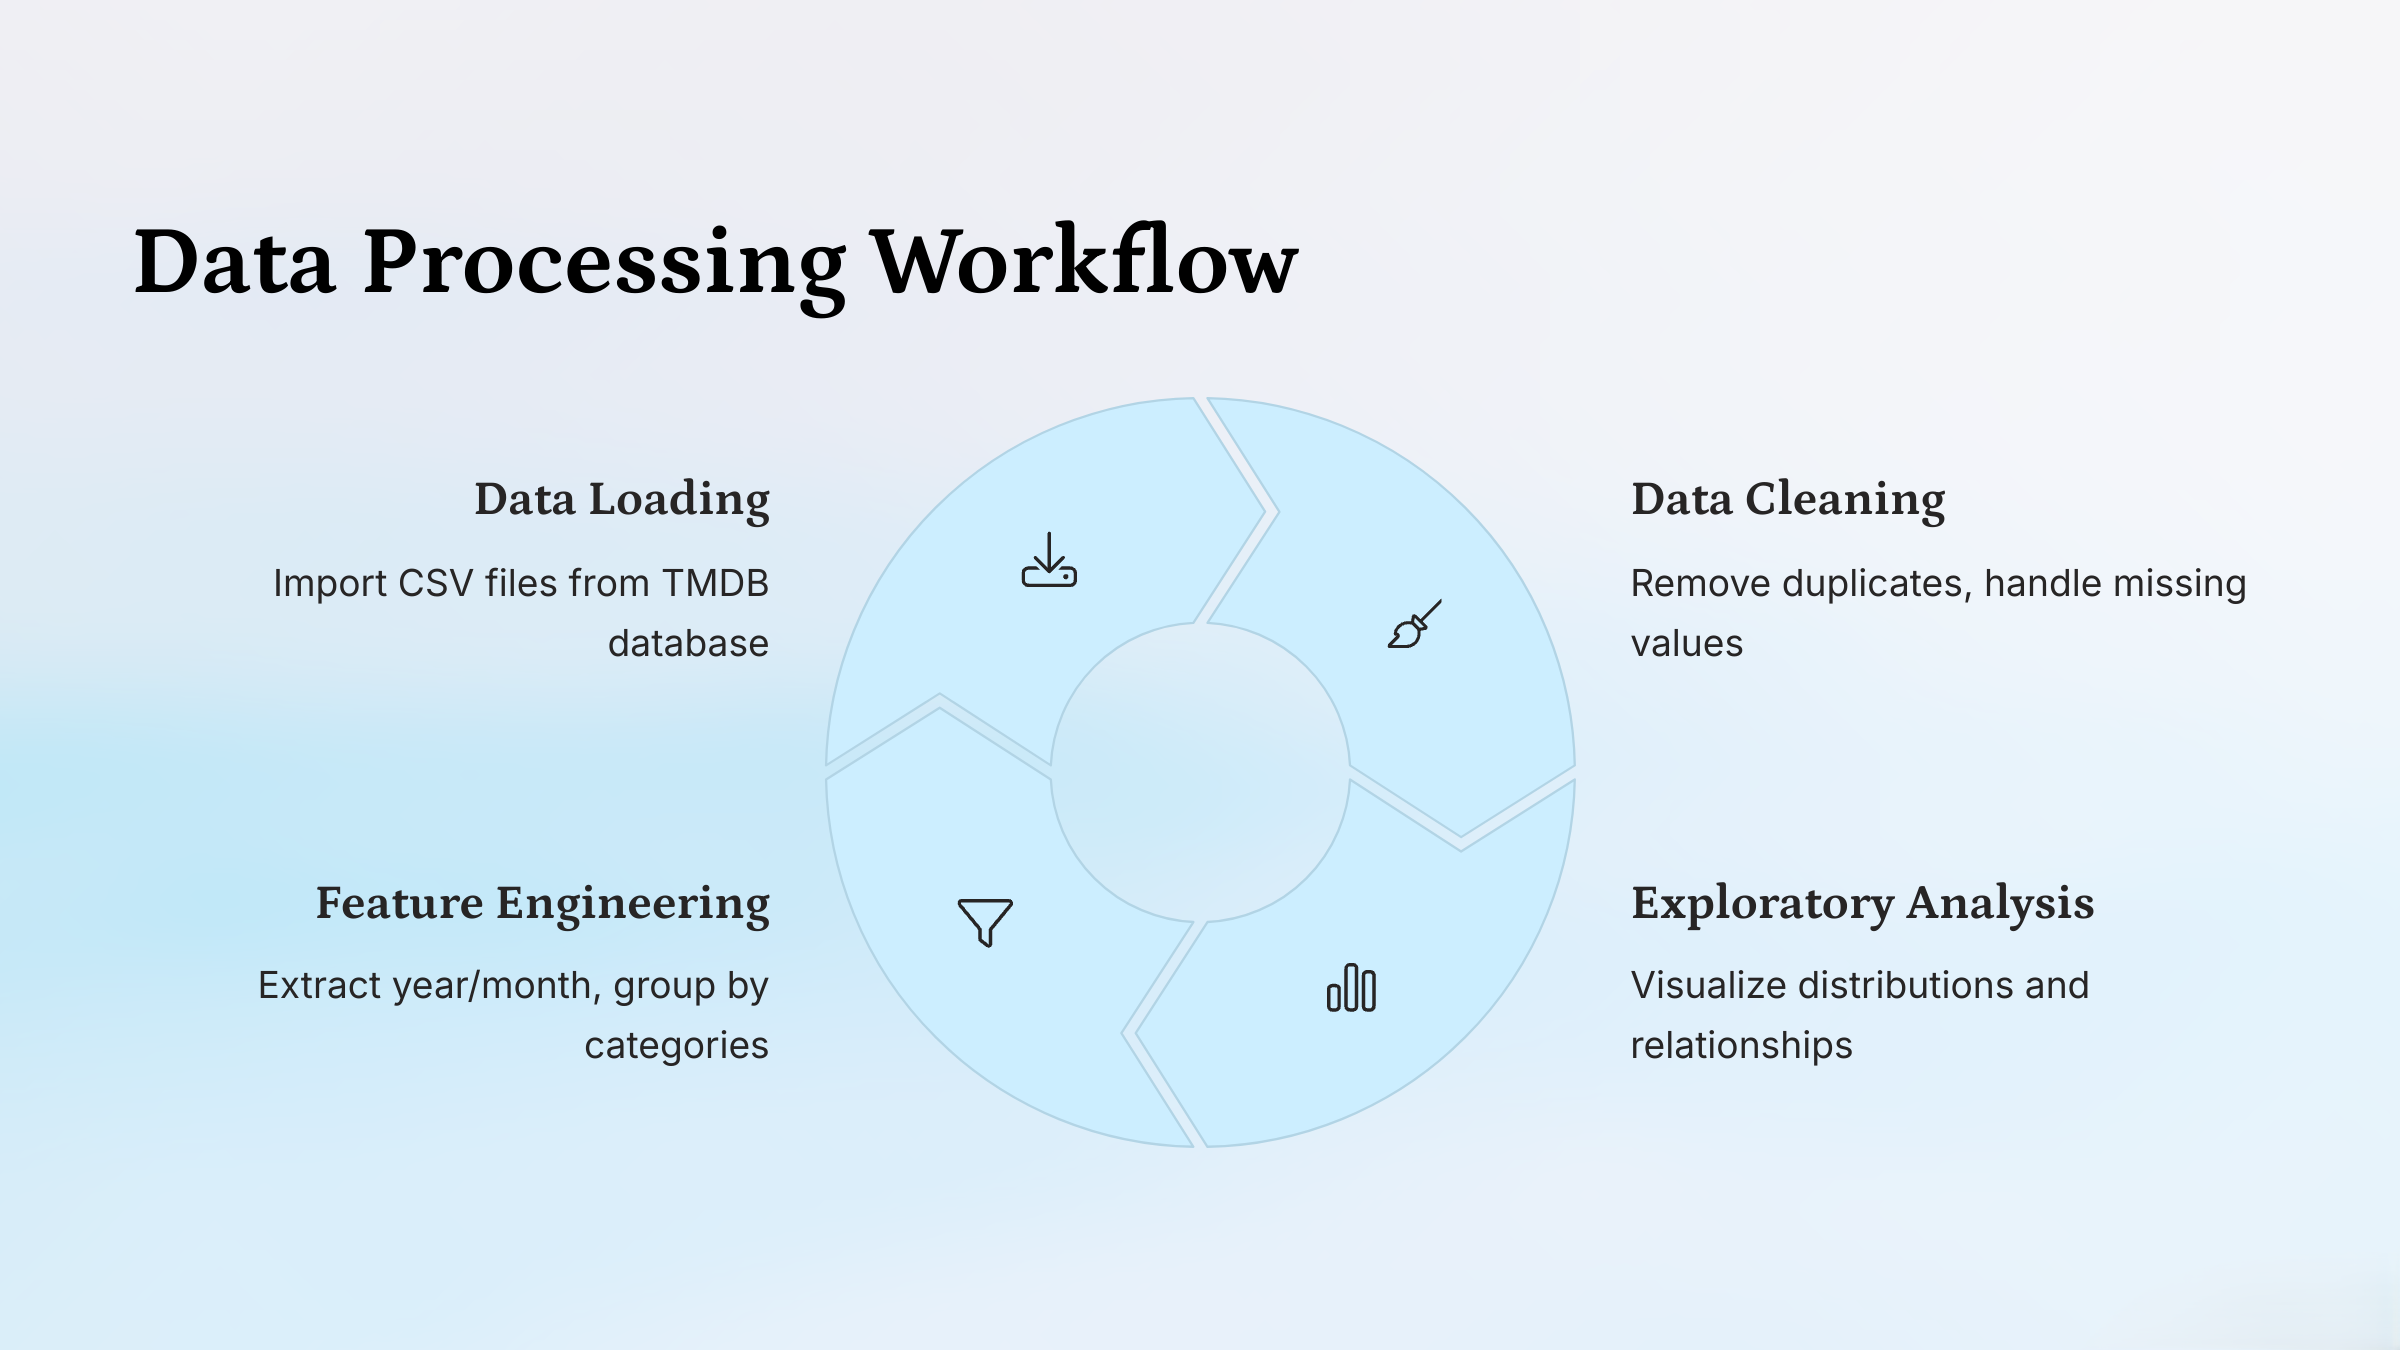 Data Processing Workflow
Data Loading
Import CSV files from TMDB
database
Data Cleaning
Remove duplicates, handle missing
values
Feature Engineering
Extract year/month, group by
categories
Exploratory Analysis
Visualize distributions and
relationships